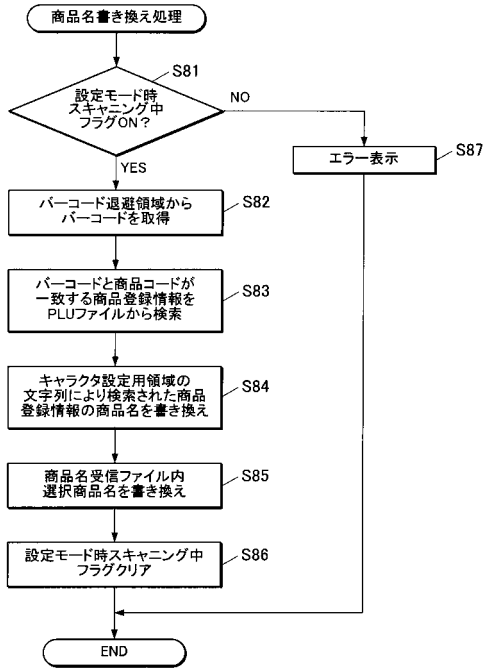 商品名書き換え処理
S81
設定モード時
スキャニング中
フラグON？
NO
YES
エラー表示
S87
バーコード退避領域から
バーコードを取得
S82
バーコードと商品コードが
一致する商品登録情報を
PLUファイルから検索
S83
キャラクタ設定用領域の
文字列により検索された商品
登録情報の商品名を書き換え
S84
商品名受信ファイル内
選択商品名を書き換え
S85
設定モード時スキャニング中
フラグクリア
S86
END